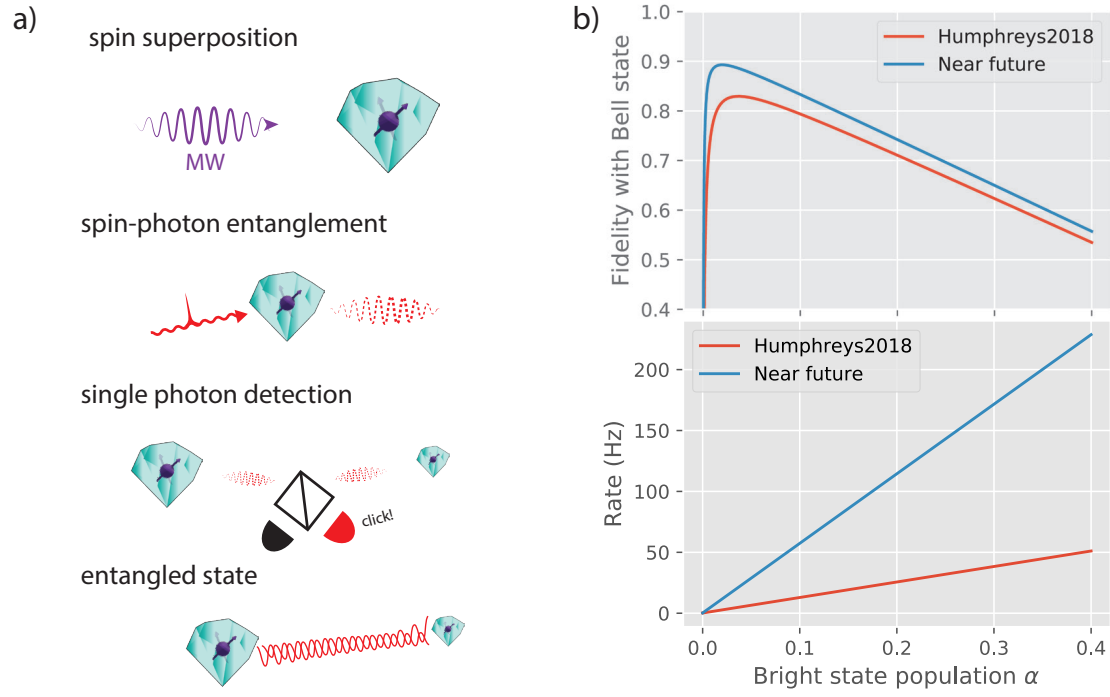 a)
spin superposition
MW
spin-photon entanglement
single photon detection
click!
entangled state
b)
Fidelity with Bell state
1.0
0.9
0.8
0.7
0.6
0.5
0.4
Humphreys2018
Near future
Rate (Hz)
200
150
100
50
0
Humphreys2018
Near future
0.0 0.1 0.2 0.3 0.4
Bright state population α